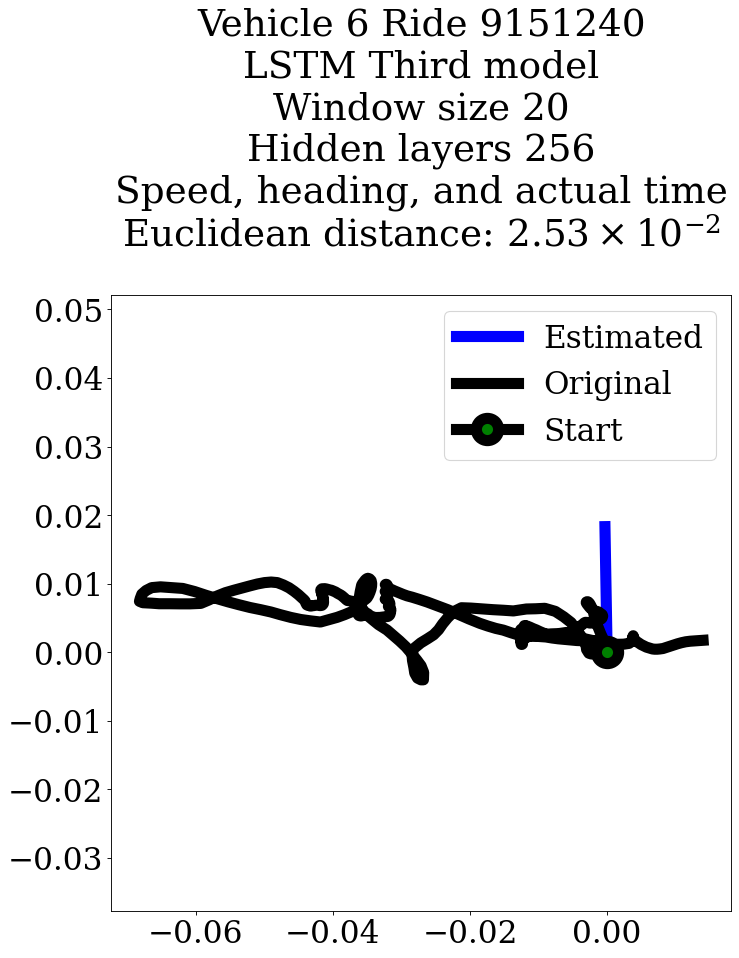 Vehicle 6 Ride 9151240
LSTM Third model
Window size 20
Hidden layers 256
Speed, heading, and actual time
Euclidean distance: 2.53 × 10⁻²
Estimated
Original
Start
0.05
0.04
0.03
0.02
0.01
0.00
−0.01
−0.02
−0.03
−0.06 −0.04 −0.02 0.00